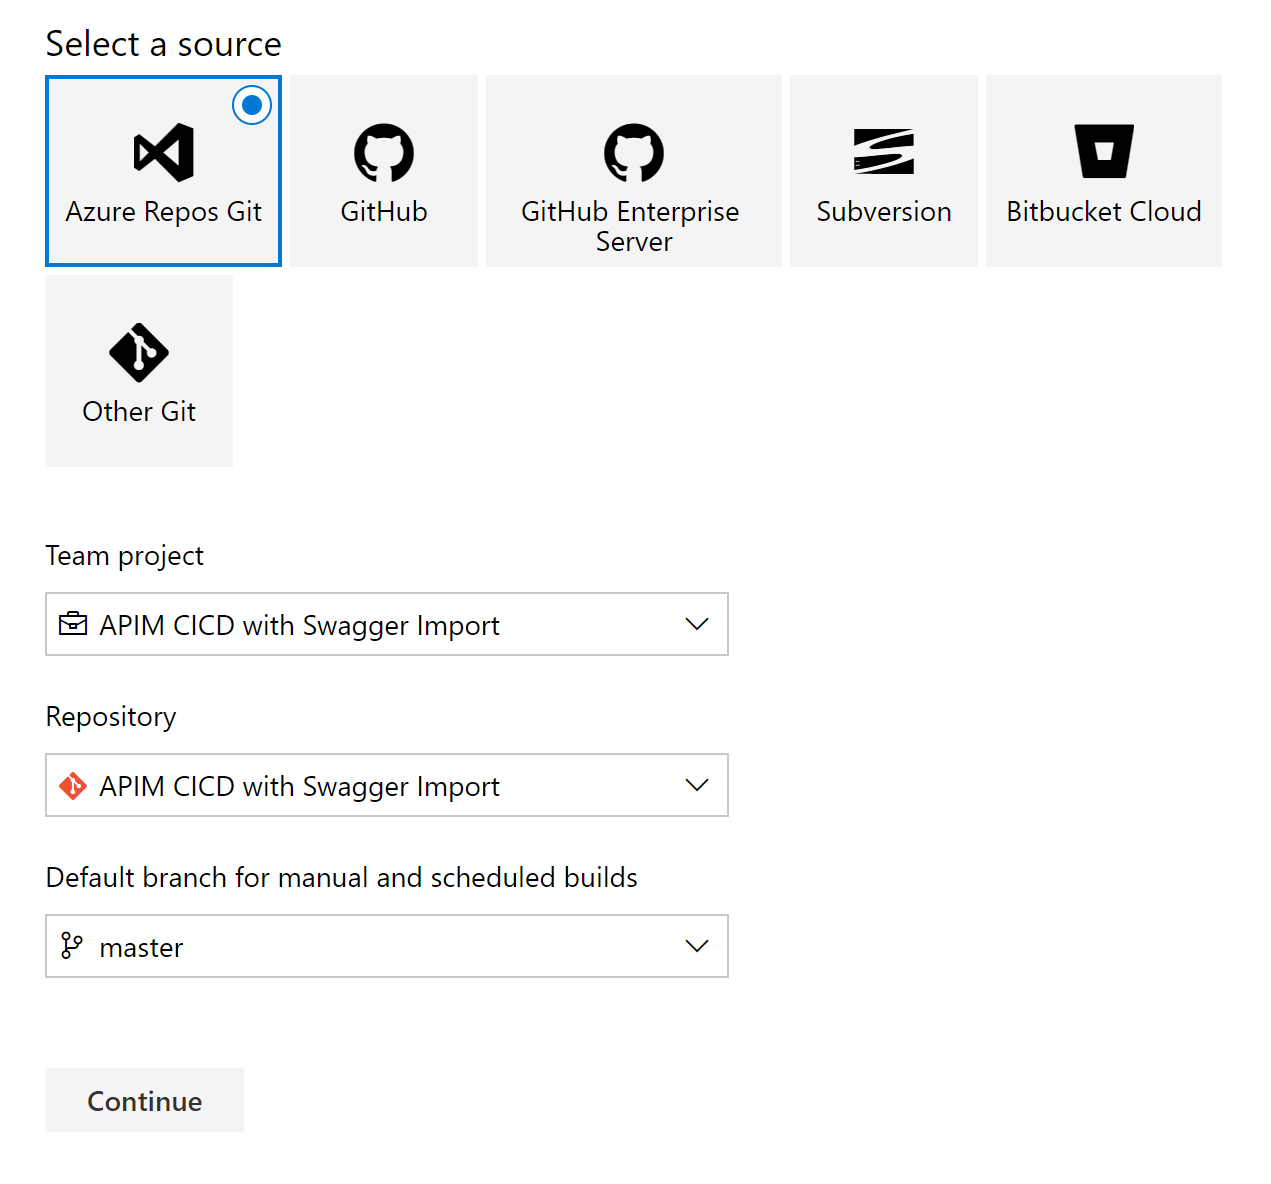 Select a source
Azure Repos Git
GitHub
GitHub Enterprise
Server
Subversion
Bitbucket Cloud
Other Git
Team project
APIM CICD with Swagger Import
Repository
APIM CICD with Swagger Import
Default branch for manual and scheduled builds
master
Continue